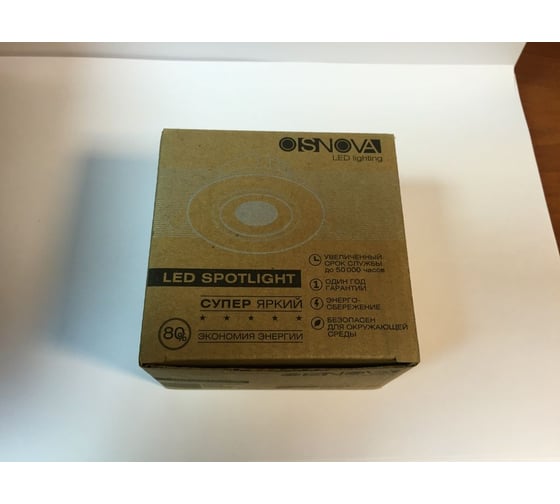 OSNOVA
LED lighting
LED SPOTLIGHT
СУПЕР ЯРКИЙ
80%
ЭКОНОМИЯ ЭНЕРГИИ
УВЕЛИЧЕННЫЙ
СРОК СЛУЖБЫ
до 50'000 часов
1
ОДИН ГОД
ГАРАНТИИ
ЭНЕРГО-
СБЕРЕЖЕНИЕ
БЕЗОПАСЕН
ДЛЯ ОКРУЖАЮЩЕЙ
СРЕДЫ